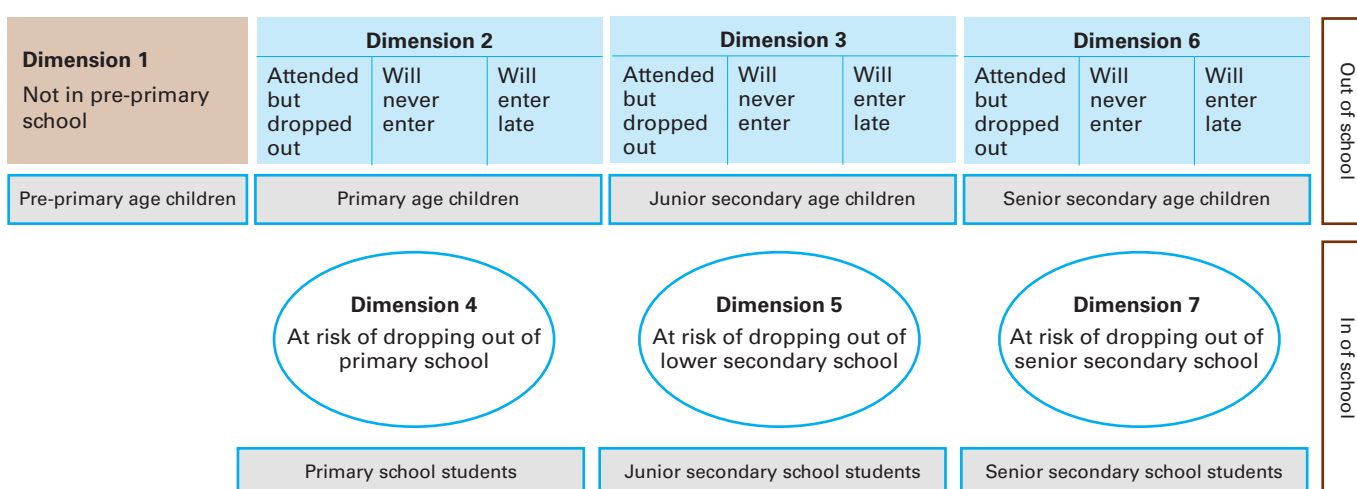 Dimension 1
Not in pre-primary
school
Dimension 2
Attended
but
dropped
out
Will
never
enter
Will
enter
late
Dimension 3
Attended
but
dropped
out
Will
never
enter
Will
enter
late
Dimension 6
Attended
but
dropped
out
Will
never
enter
Will
enter
late
Out of school
Pre-primary age children
Primary age children
Junior secondary age children
Senior secondary age children
Dimension 4
At risk of dropping out of
primary school
Dimension 5
At risk of dropping out of
lower secondary school
Dimension 7
At risk of dropping out of
senior secondary school
In of school
Primary school students
Junior secondary school students
Senior secondary school students